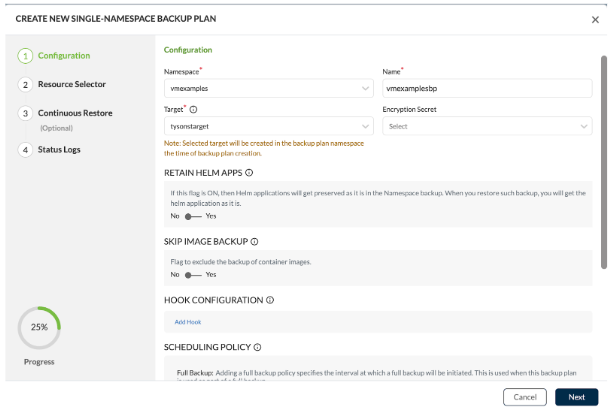 CREATE NEW SINGLE-NAMESPACE BACKUP PLAN
1 Configuration
2 Resource Selector
3 Continuous Restore
(Optional)
4 Status Logs
25%
Progress
Configuration
Namespace*
vmexamples
Name*
vmexamplesbp
Target*
tysonstarget
Encryption Secret
Select
Note: Selected target will be created in the backup plan namespace
the time of backup plan creation.
RETAIN HELM APPS
If this flag is ON, then Helm applications will get preserved as it is in the Namespace backup. When you restore such backup, you will get the
helm application as it is.
No Yes
SKIP IMAGE BACKUP
Flag to exclude the backup of container images.
No Yes
HOOK CONFIGURATION
Add Hook
SCHEDULING POLICY
Full Backup: Adding a full backup policy specifies the interval at which a full backup will be initiated. This is used when this backup plan
Cancel
Next